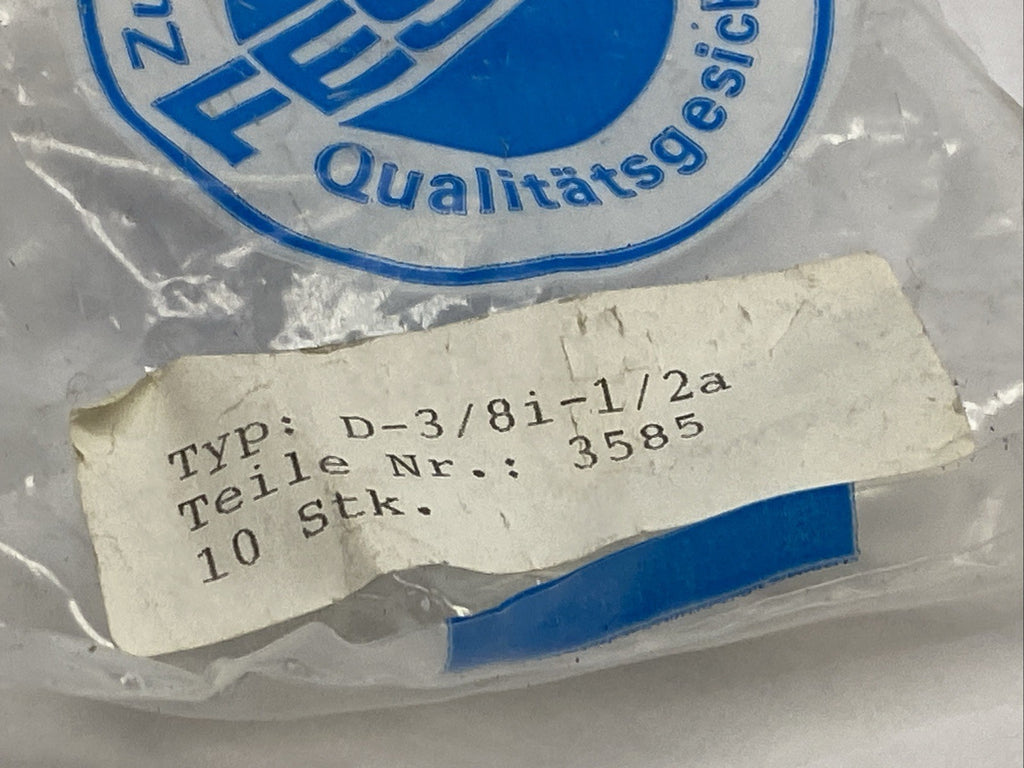 Qualitätsgesich
Typ: D-3/8i-1/2a
Teile Nr.: 3585
10 Stk.